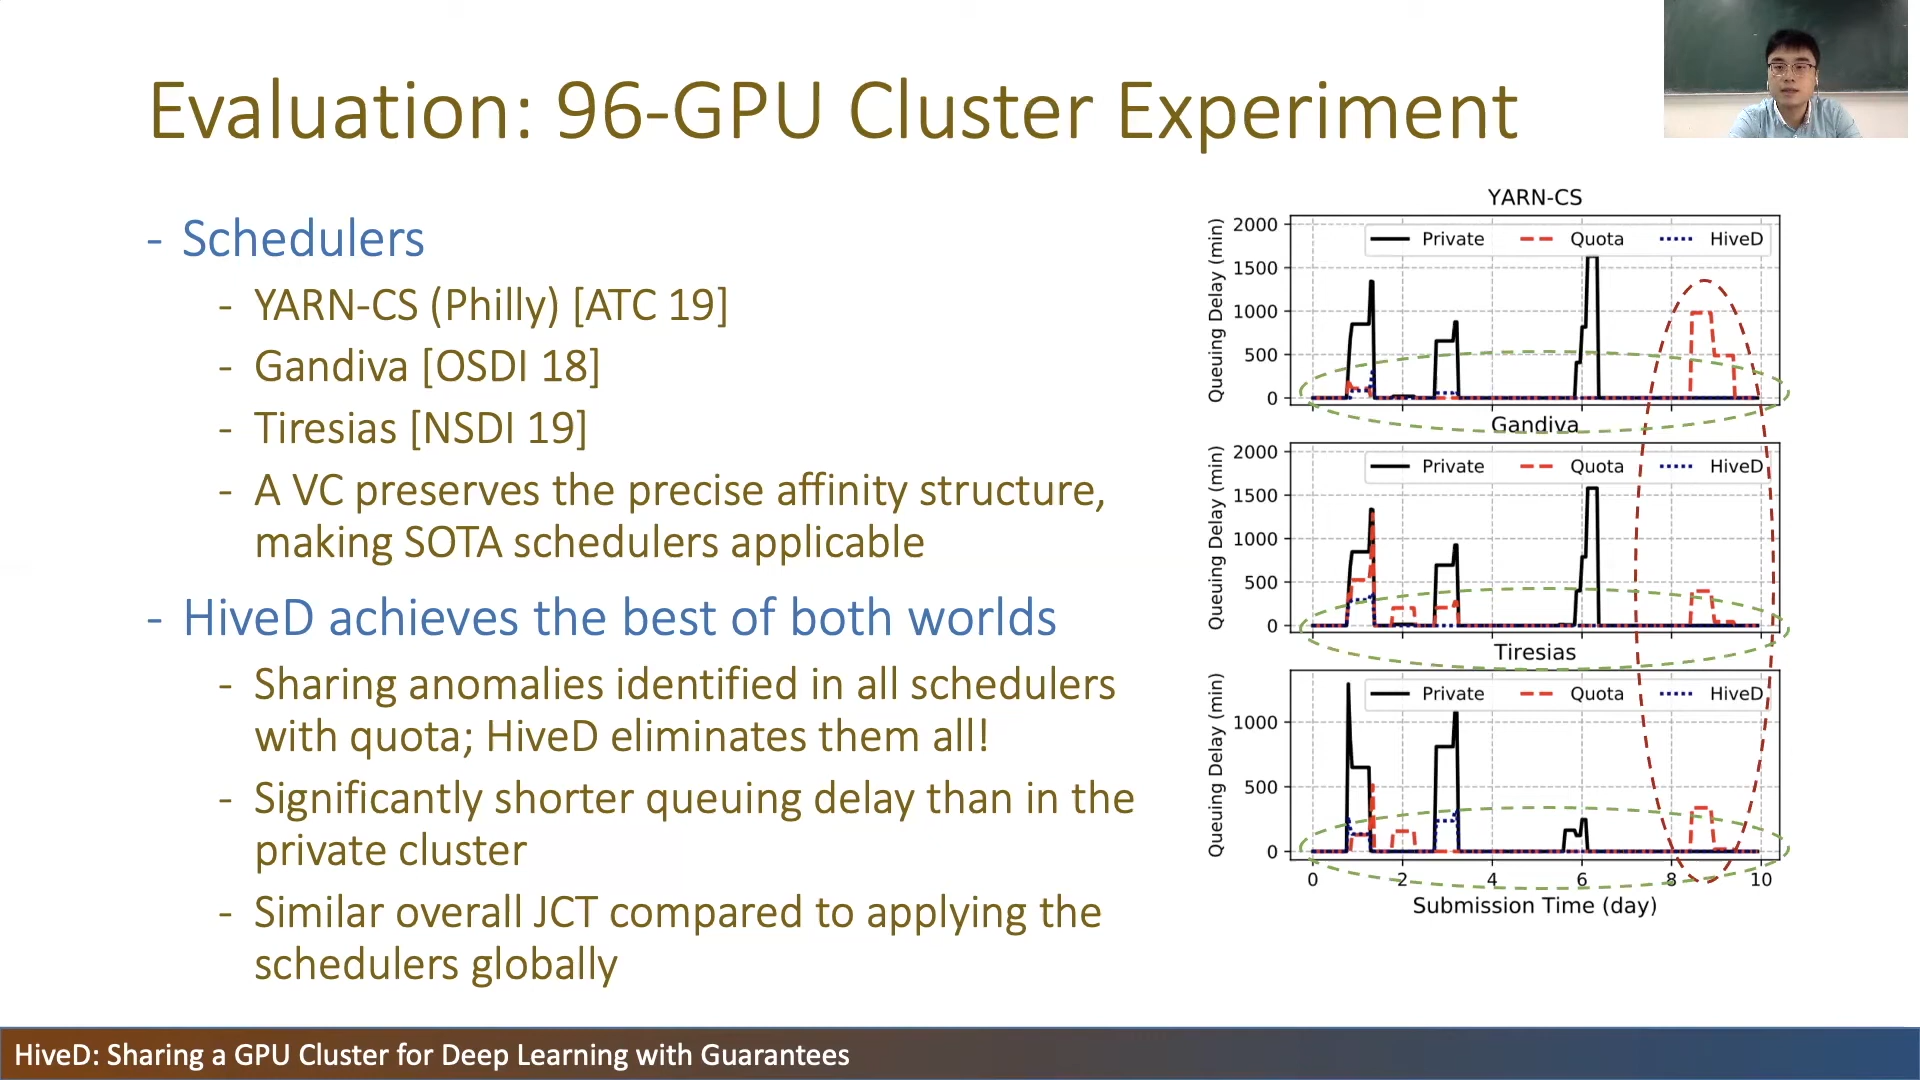 Evaluation: 96-GPU Cluster Experiment
- Schedulers
- YARN-CS (Philly) [ATC 19]
- Gandiva [OSDI 18]
- Tiresias [NSDI 19]
- A VC preserves the precise affinity structure,
making SOTA schedulers applicable
- HiveD achieves the best of both worlds
- Sharing anomalies identified in all schedulers
with quota; HiveD eliminates them all!
- Significantly shorter queuing delay than in the
private cluster
- Similar overall JCT compared to applying the
schedulers globally
YARN-CS
Queuing Delay (min)
2000
1500
1000
500
0
Private Quota HiveD
Gandiva
Queuing Delay (min)
2000
1500
1000
500
0
Private Quota HiveD
Tiresias
Queuing Delay (min)
1000
500
0
Private Quota HiveD
0 2 4 6 8 10
Submission Time (day)
HiveD: Sharing a GPU Cluster for Deep Learning with Guarantees